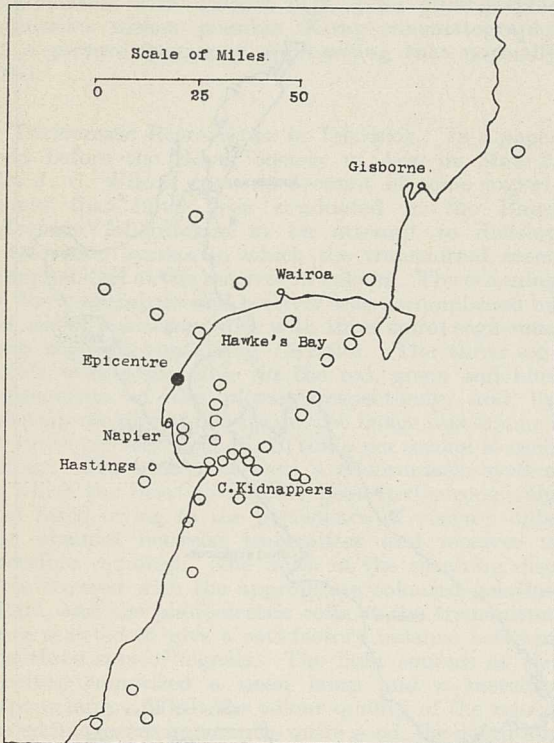 Scale of Miles.
0 25 50
Gisborne.
Wairoa
Hawke's Bay
Epicentre
Napier
Hastings
C.Kidnappers